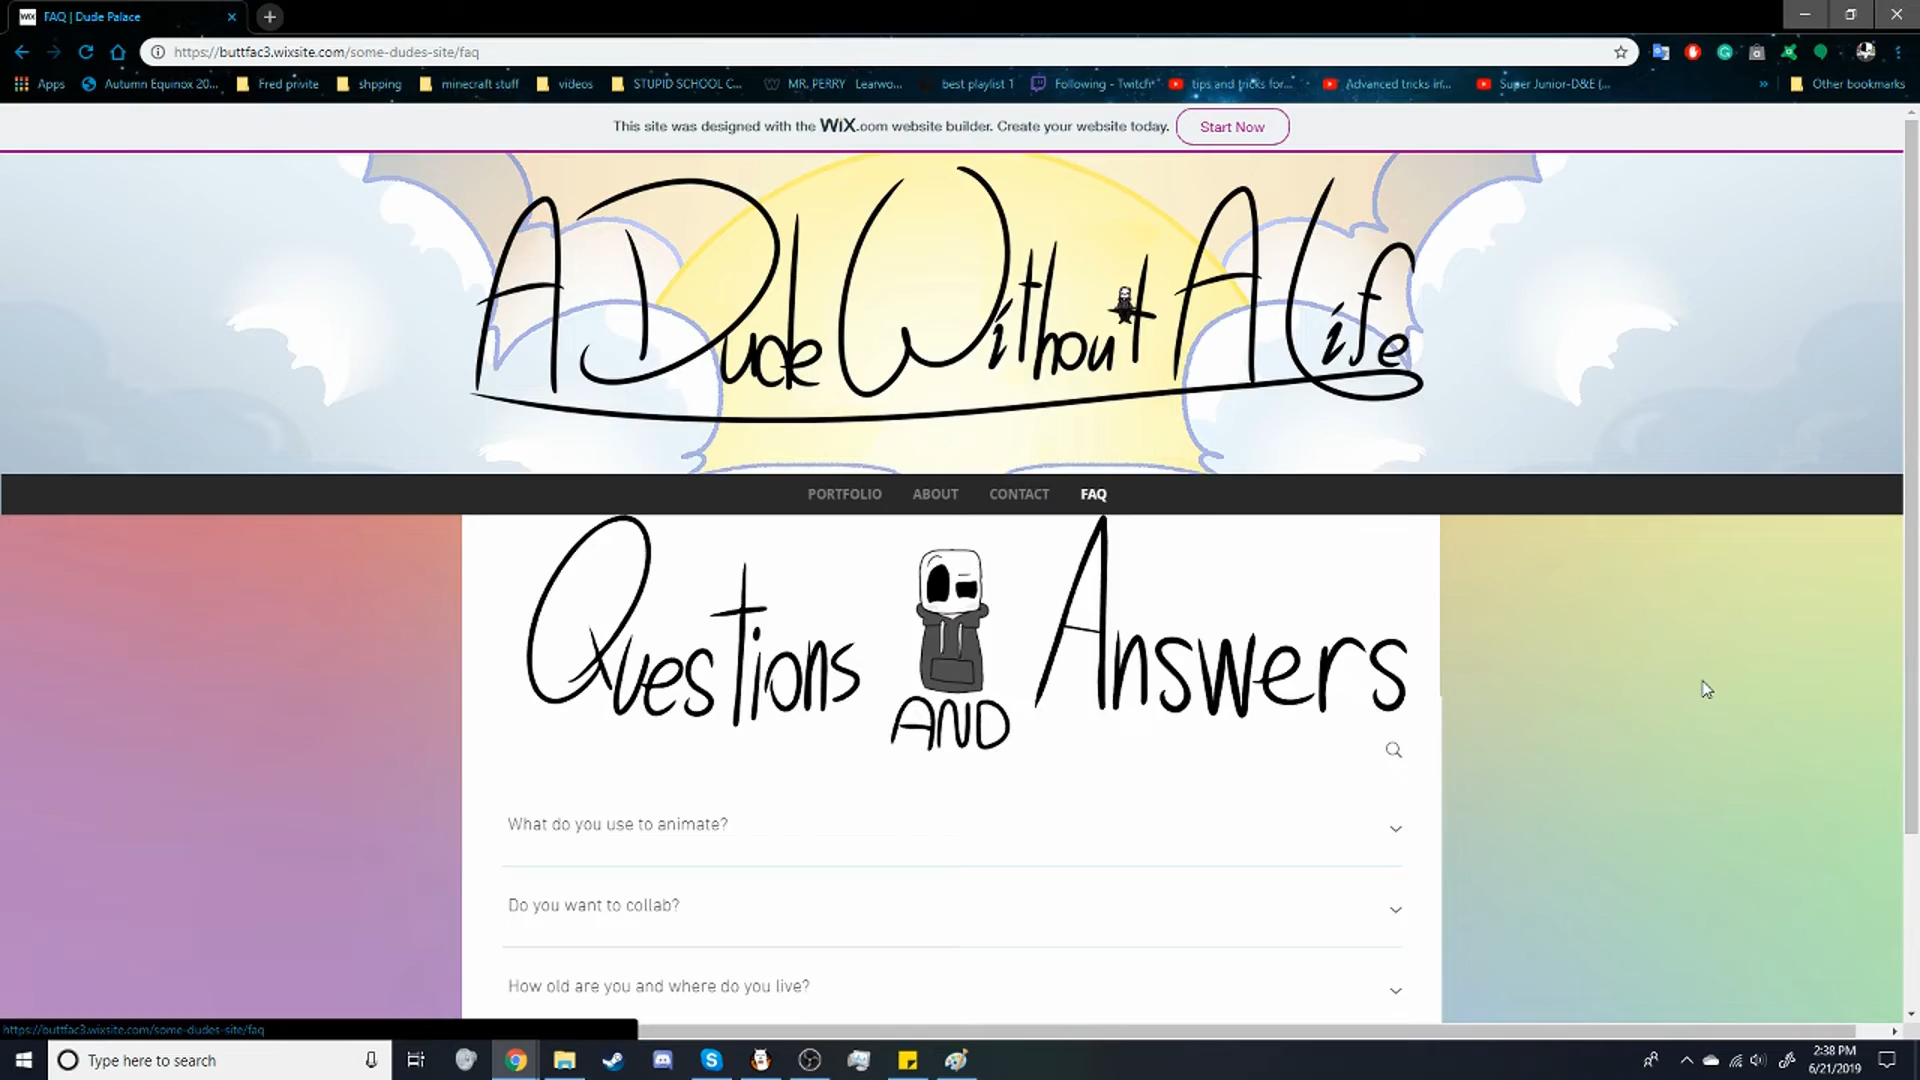 FAQ | Dude Palace
https://buttfac3.wixsite.com/some-dudes-site/faq
Apps Autumn Equinox 20... Fred privite shpping minecraft stuff videos STUPID SCHOOL C... MR. PERRY Learwo... best playlist 1 Following - Twitch tips and tricks for... Advanced tricks in... Super Junior-D&E (... » Other bookmarks
This site was designed with the WiX.com website builder. Create your website today. Start Now
A Dude Without A Life
PORTFOLIO ABOUT CONTACT FAQ
Questions AND Answers
What do you use to animate?
Do you want to collab?
How old are you and where do you live?
https://buttfac3.wixsite.com/some-dudes-site/faq
Type here to search
2:38 PM
6/21/2019